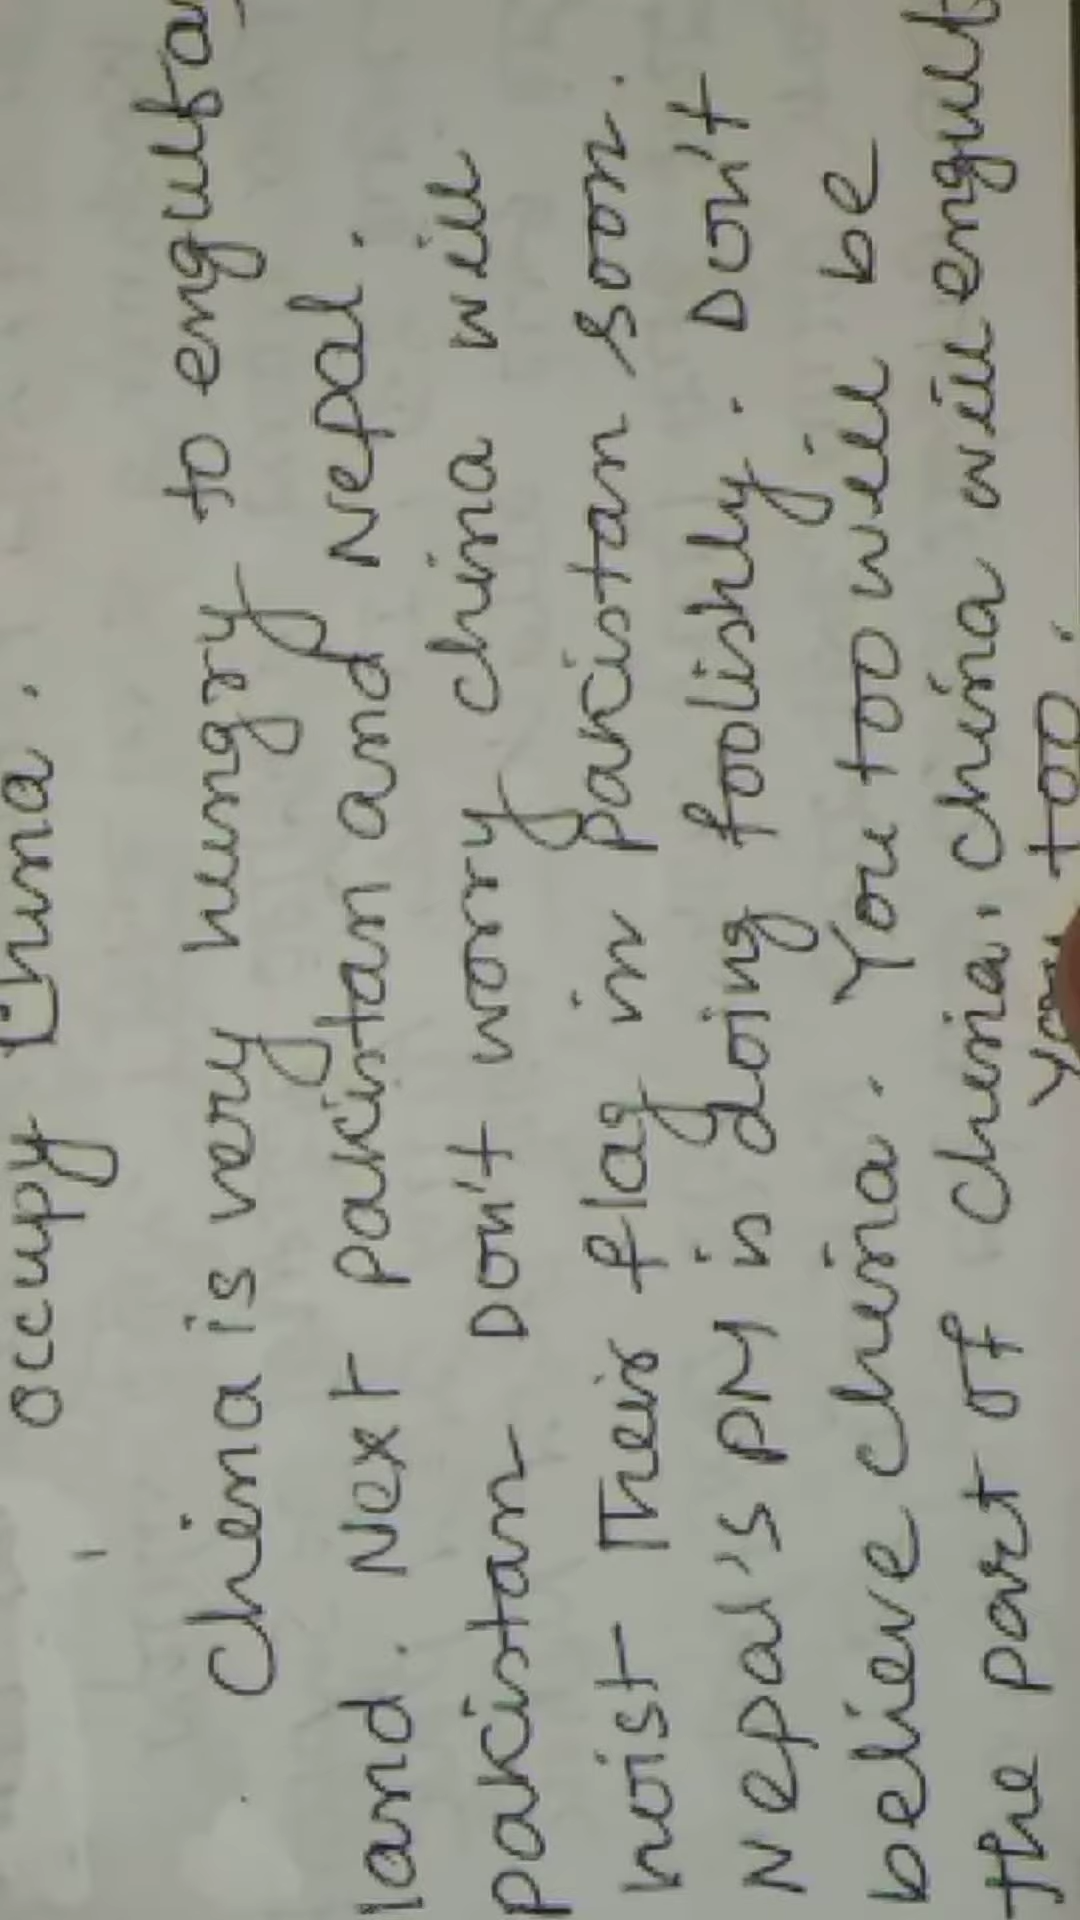 occupy China.
China is very hungry to engulf a
land. Next pakistan and Nepal.
pakistan Don't worry china will
hoist Their flag in pakistan soon.
Nepal's PM is doing foolishly. Don't
believe china. You too will be
the part of china. china will engulf
you too.